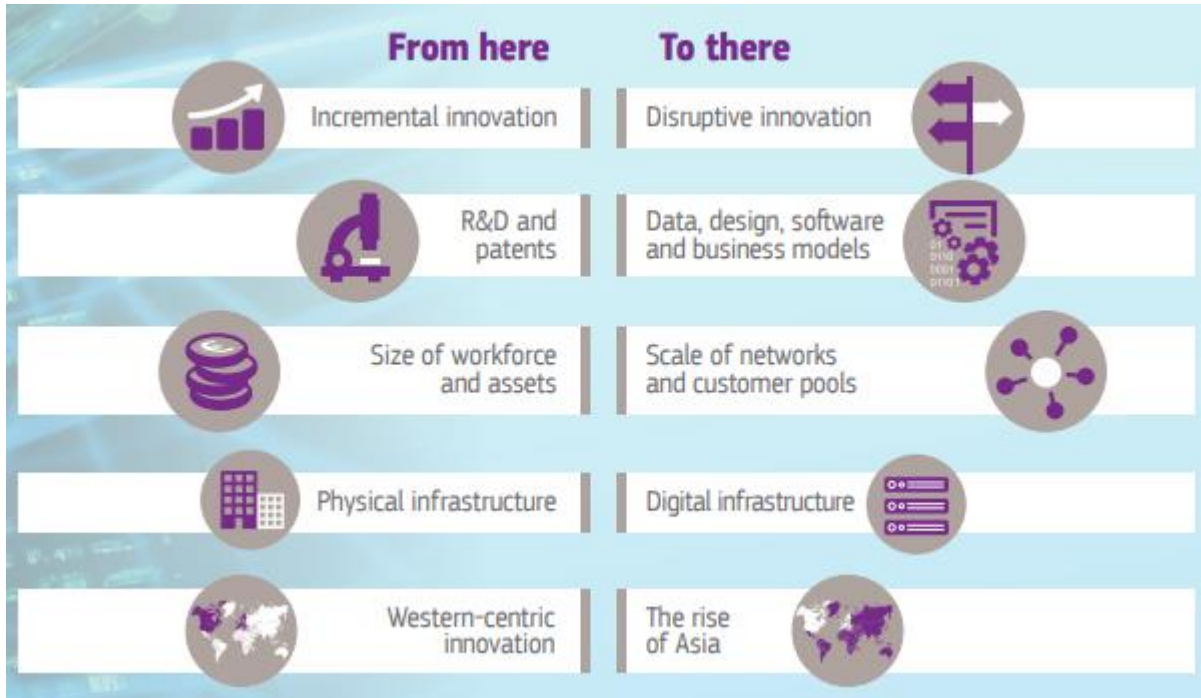 From here
To there
Incremental innovation
Disruptive innovation
R&D and
patents
Data, design, software
and business models
Size of workforce
and assets
Scale of networks
and customer pools
Physical infrastructure
Digital infrastructure
Western-centric
innovation
The rise
of Asia